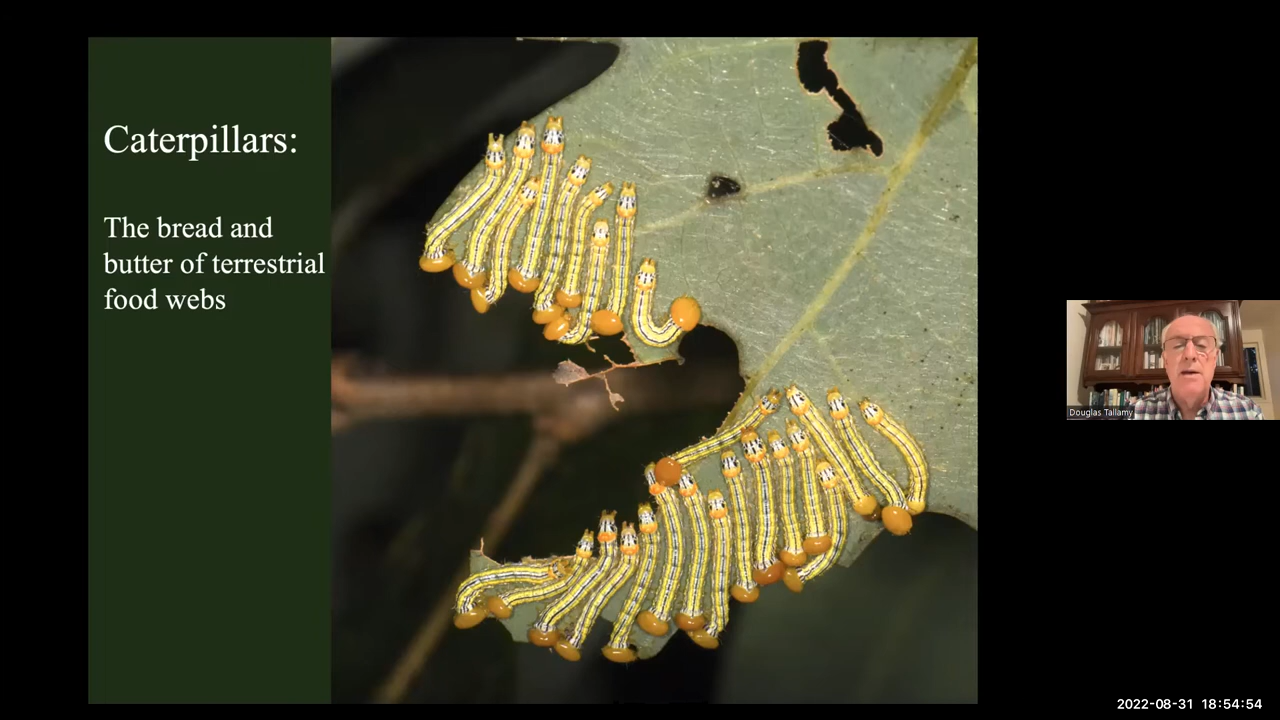 Caterpillars:
The bread and
butter of terrestrial
food webs
Douglas Tallamy
2022-08-31 18:54:54